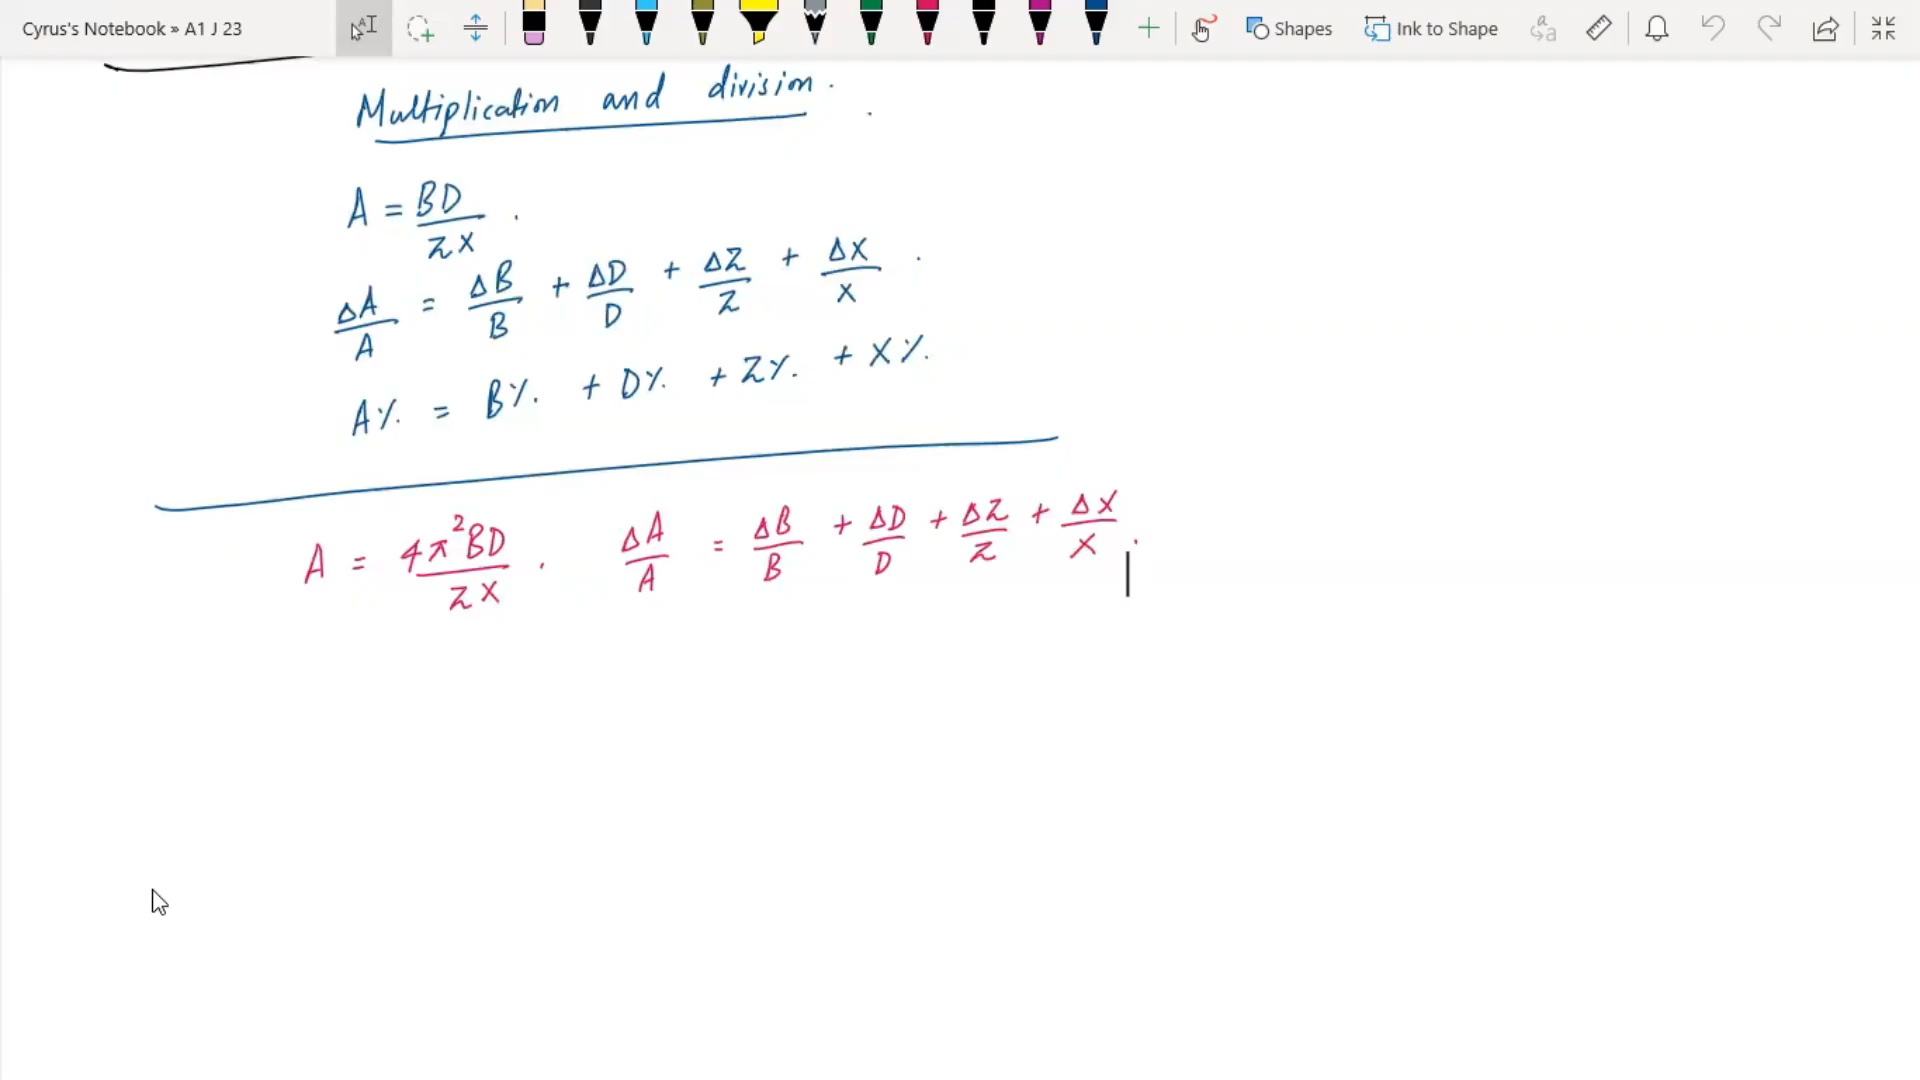 Cyrus's Notebook » A1 J 23
Shapes
Ink to Shape
Multiplication and division.
A = BD / ZX .
ΔA/A = ΔB/B + ΔD/D + ΔZ/Z + ΔX/X .
A% = B% + D% + Z% + X%
A = 4π²BD / ZX . ΔA/A = ΔB/B + ΔD/D + ΔZ/Z + ΔX/X .